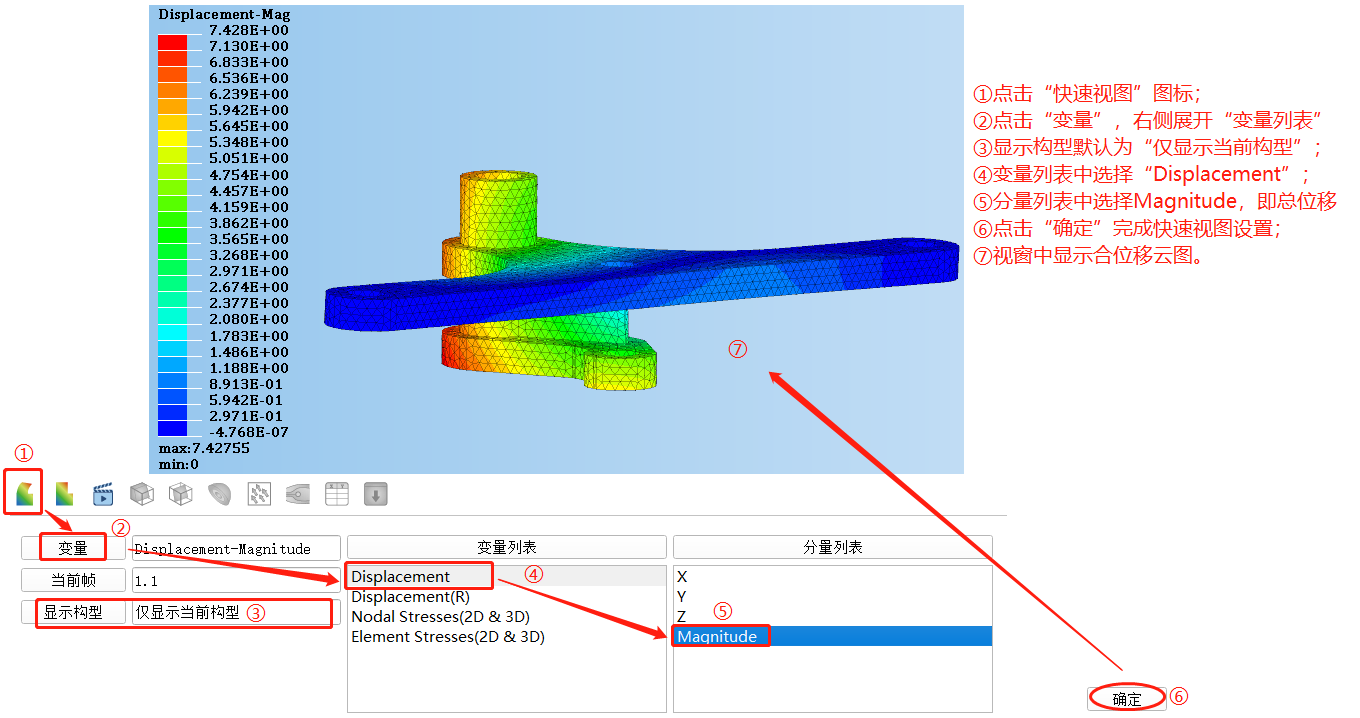 Displacement-Mag
7.428E+00
7.130E+00
6.833E+00
6.536E+00
6.239E+00
5.942E+00
5.645E+00
5.348E+00
5.051E+00
4.754E+00
4.457E+00
4.159E+00
3.862E+00
3.565E+00
3.268E+00
2.971E+00
2.674E+00
2.377E+00
2.080E+00
1.783E+00
1.486E+00
1.188E+00
8.913E-01
5.942E-01
2.971E-01
-4.768E-07
max:7.42755
min:0
⑦
①点击“快速视图”图标；
②点击“变量”，右侧展开“变量列表”
③显示构型默认为“仅显示当前构型”；
④变量列表中选择“Displacement”；
⑤分量列表中选择Magnitude，即总位移
⑥点击“确定”完成快速视图设置；
⑦视窗中显示合位移云图。
①
X Y
②
变量 Displacement-Magnitude
当前帧 1.1
显示构型 仅显示当前构型 ③
变量列表
Displacement ④
Displacement(R)
Nodal Stresses(2D & 3D)
Element Stresses(2D & 3D)
分量列表
X
Y
Z ⑤
Magnitude
确定 ⑥